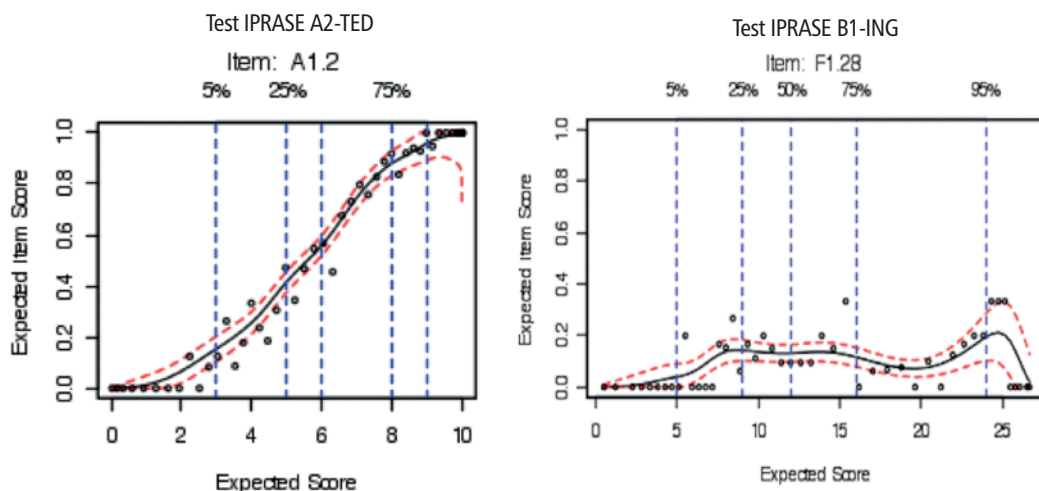 Test IPRASE A2-TED
Item: A1.2
5% 25% 75%
Expected Item Score
0.0 0.2 0.4 0.6 0.8 1.0
0 2 4 6 8 10
Expected Score
Test IPRASE B1-ING
Item: F1.28
5% 25% 50% 75% 95%
Expected Item Score
0.0 0.2 0.4 0.6 0.8 1.0
0 5 10 15 20 25
Expected Score